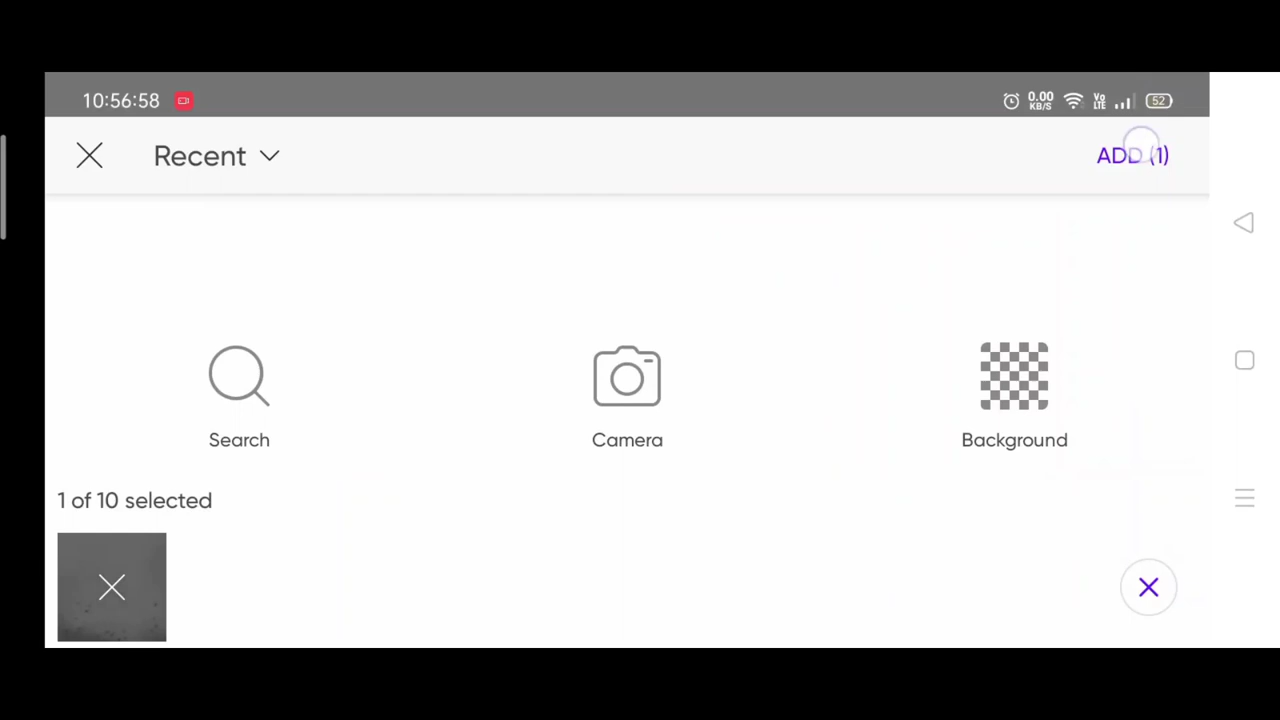 10:56:58 0.00 KB/S Vo LTE 52
Recent ADD (1)
Search Camera Background
1 of 10 selected